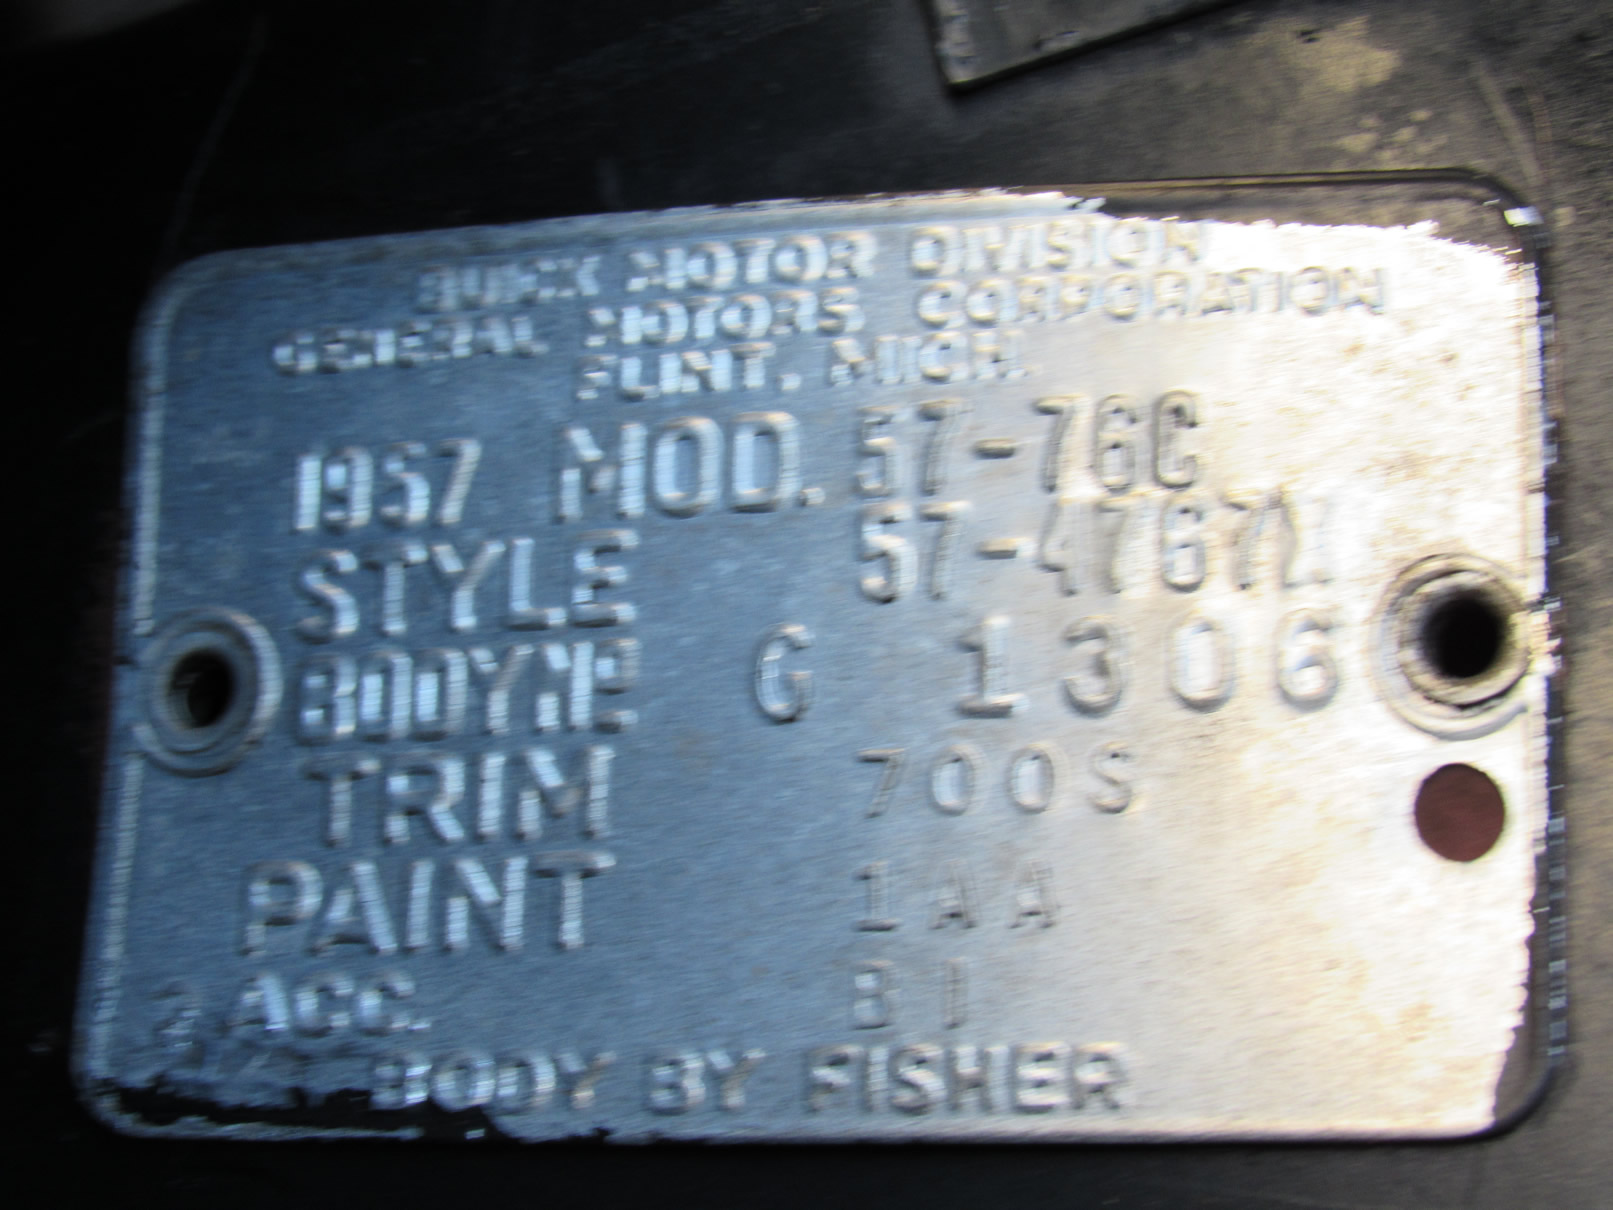 BUICK MOTOR DIVISION
GENERAL MOTORS CORPORATION
FLINT, MICH.
1957 MOD. 57-76C
STYLE 57-4767X
BODY NO G 1306
TRIM 700S
PAINT 1AA
ACC. B1
BODY BY FISHER